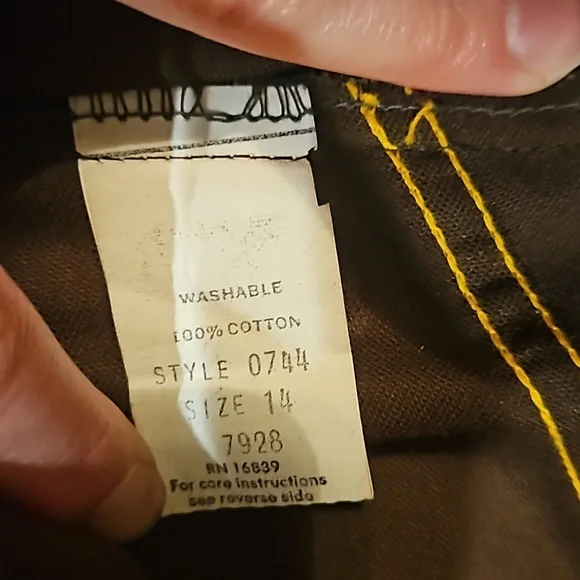 WASHABLE
100% COTTON
STYLE 0744
SIZE 14
7928
RN 16839
For care instructions
see reverse side